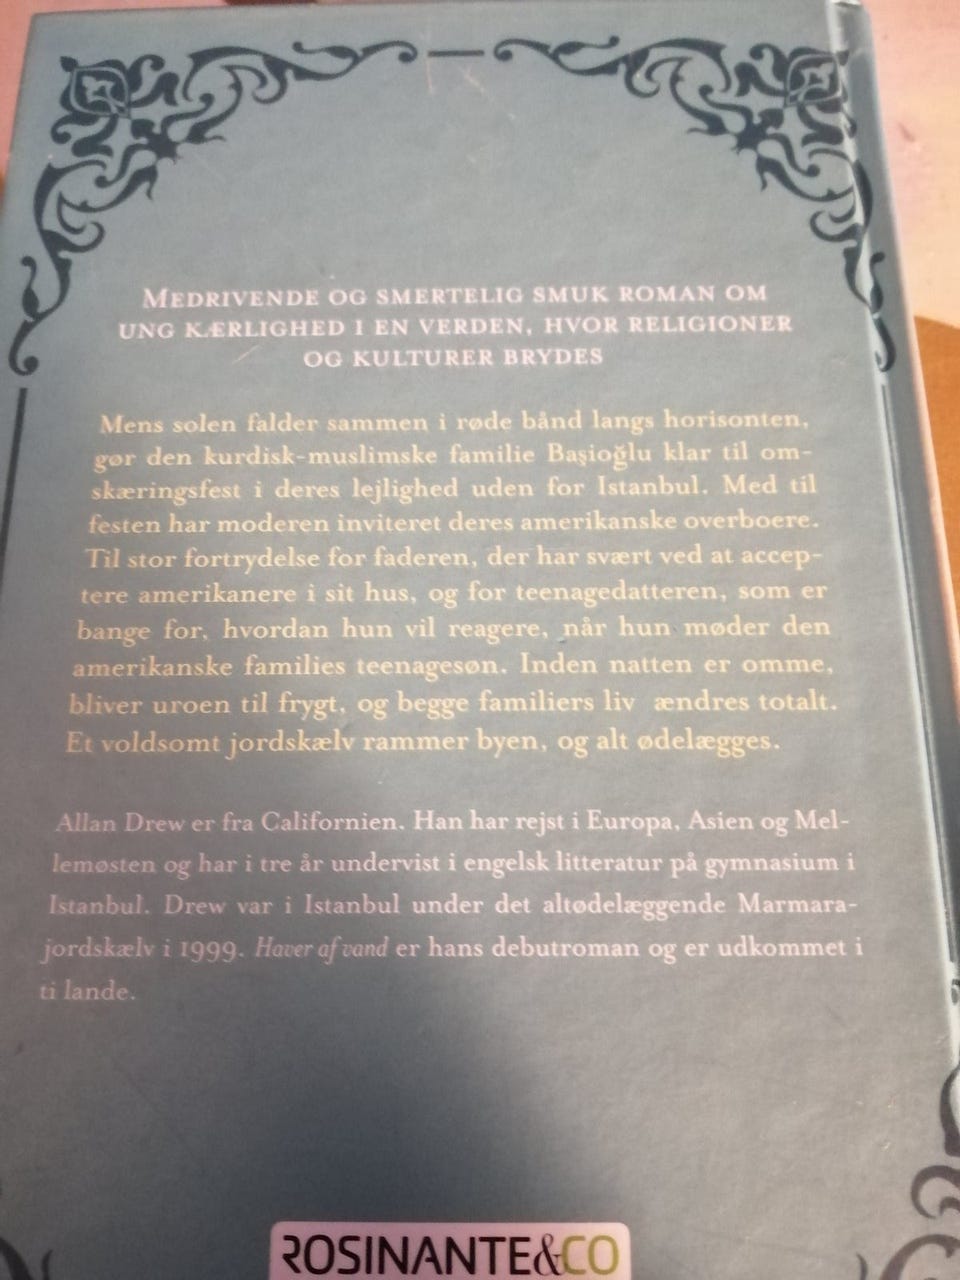 MEDRIVENDE OG SMERTELIG SMUK ROMAN OM
UNG KÆRLIGHED I EN VERDEN, HVOR RELIGIONER
OG KULTURER BRYDES
Mens solen falder sammen i røde bånd langs horisonten,
gør den kurdisk-muslimske familie Başioğlu klar til om-
skæringsfest i deres lejlighed uden for Istanbul. Med til
festen har moderen inviteret deres amerikanske overboere.
Til stor fortrydelse for faderen, der har svært ved at accep-
tere amerikanere i sit hus, og for teenagedatteren, som er
bange for, hvordan hun vil reagere, når hun møder den
amerikanske families teenagesøn. Inden natten er omme,
bliver uroen til frygt, og begge familiers liv ændres totalt.
Et voldsomt jordskælv rammer byen, og alt ødelægges.
Allan Drew er fra Californien. Han har rejst i Europa, Asien og Mel-
lemøsten og har i tre år undervist i engelsk litteratur på gymnasium i
Istanbul. Drew var i Istanbul under det altødelæggende Marmara-
jordskælv i 1999. Haver af vand er hans debutroman og er udkommet i
ti lande.
ROSINANTE&CO